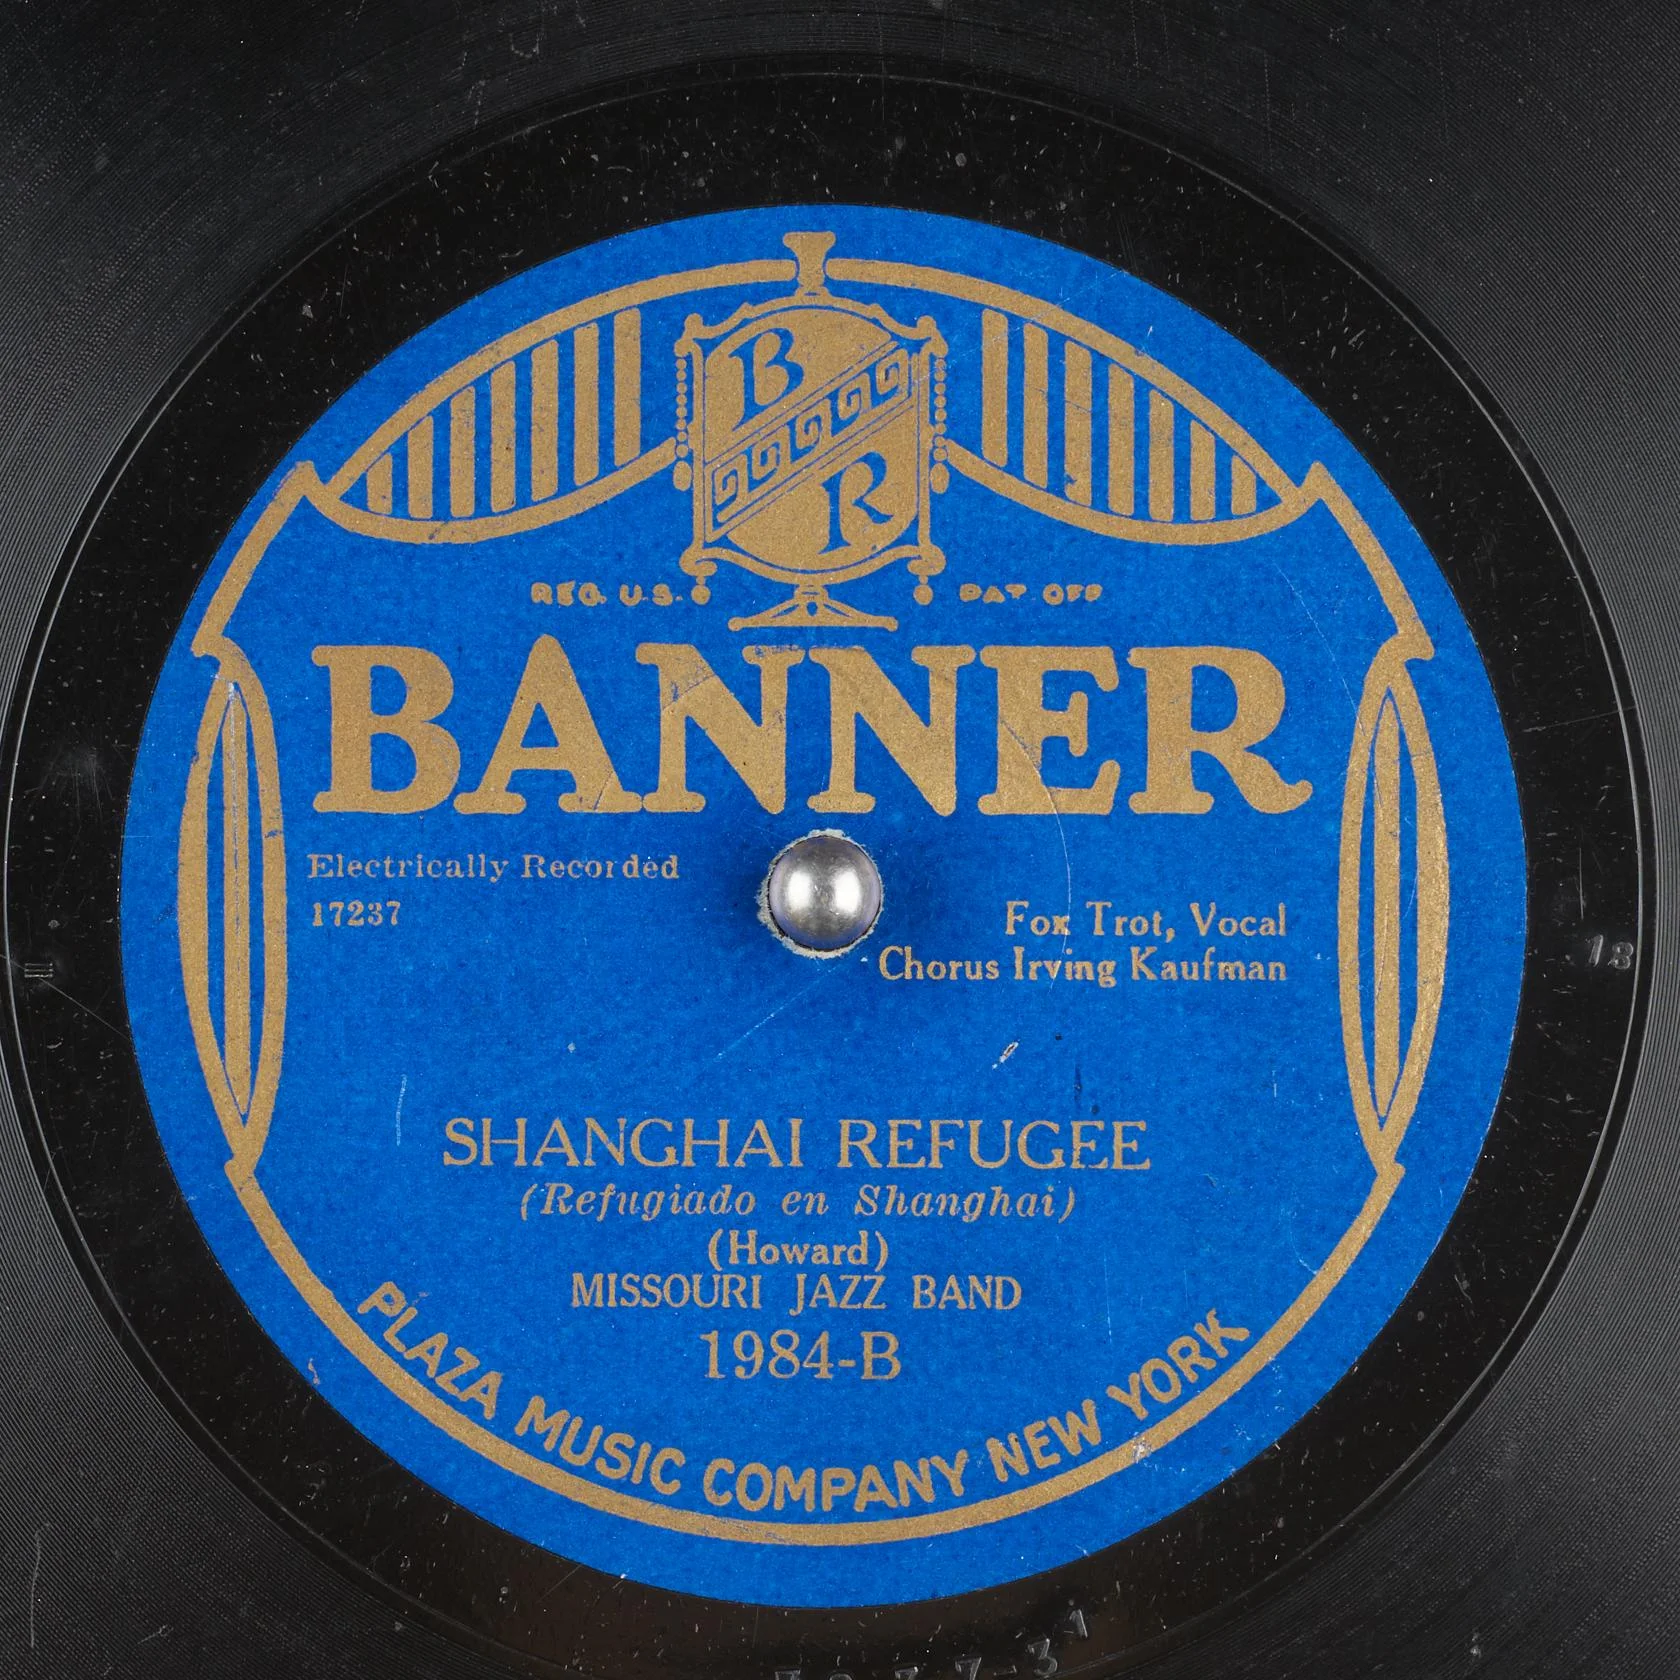 B
R
REG. U.S. PAT. OFF
BANNER
Electrically Recorded
17237
Fox Trot, Vocal
Chorus Irving Kaufman
18
SHANGHAI REFUGEE
(Refugiado en Shanghai)
(Howard)
MISSOURI JAZZ BAND
1984-B
PLAZA MUSIC COMPANY NEW YORK